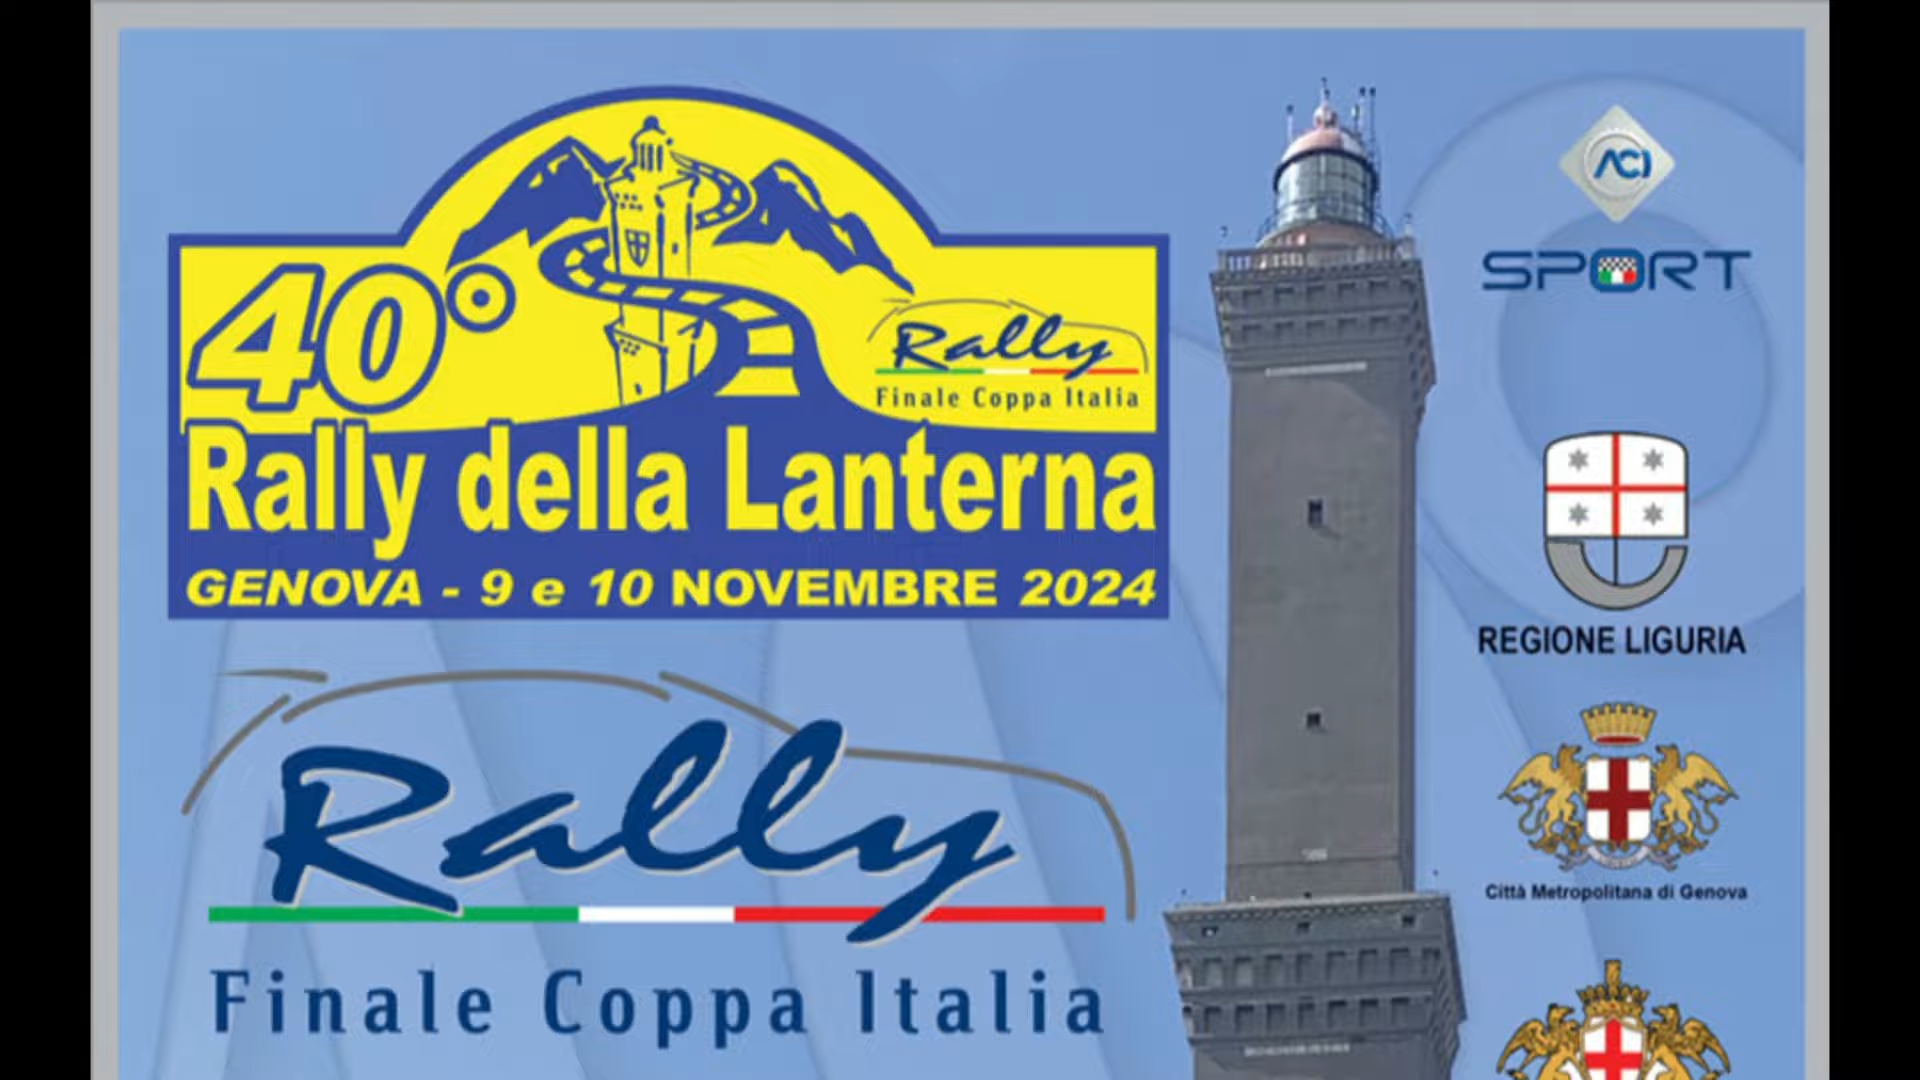 40°
Rally
Finale Coppa Italia
Rally della Lanterna
GENOVA - 9 e 10 NOVEMBRE 2024
Rally
Finale Coppa Italia
ACI
SPORT
REGIONE LIGURIA
Città Metropolitana di Genova